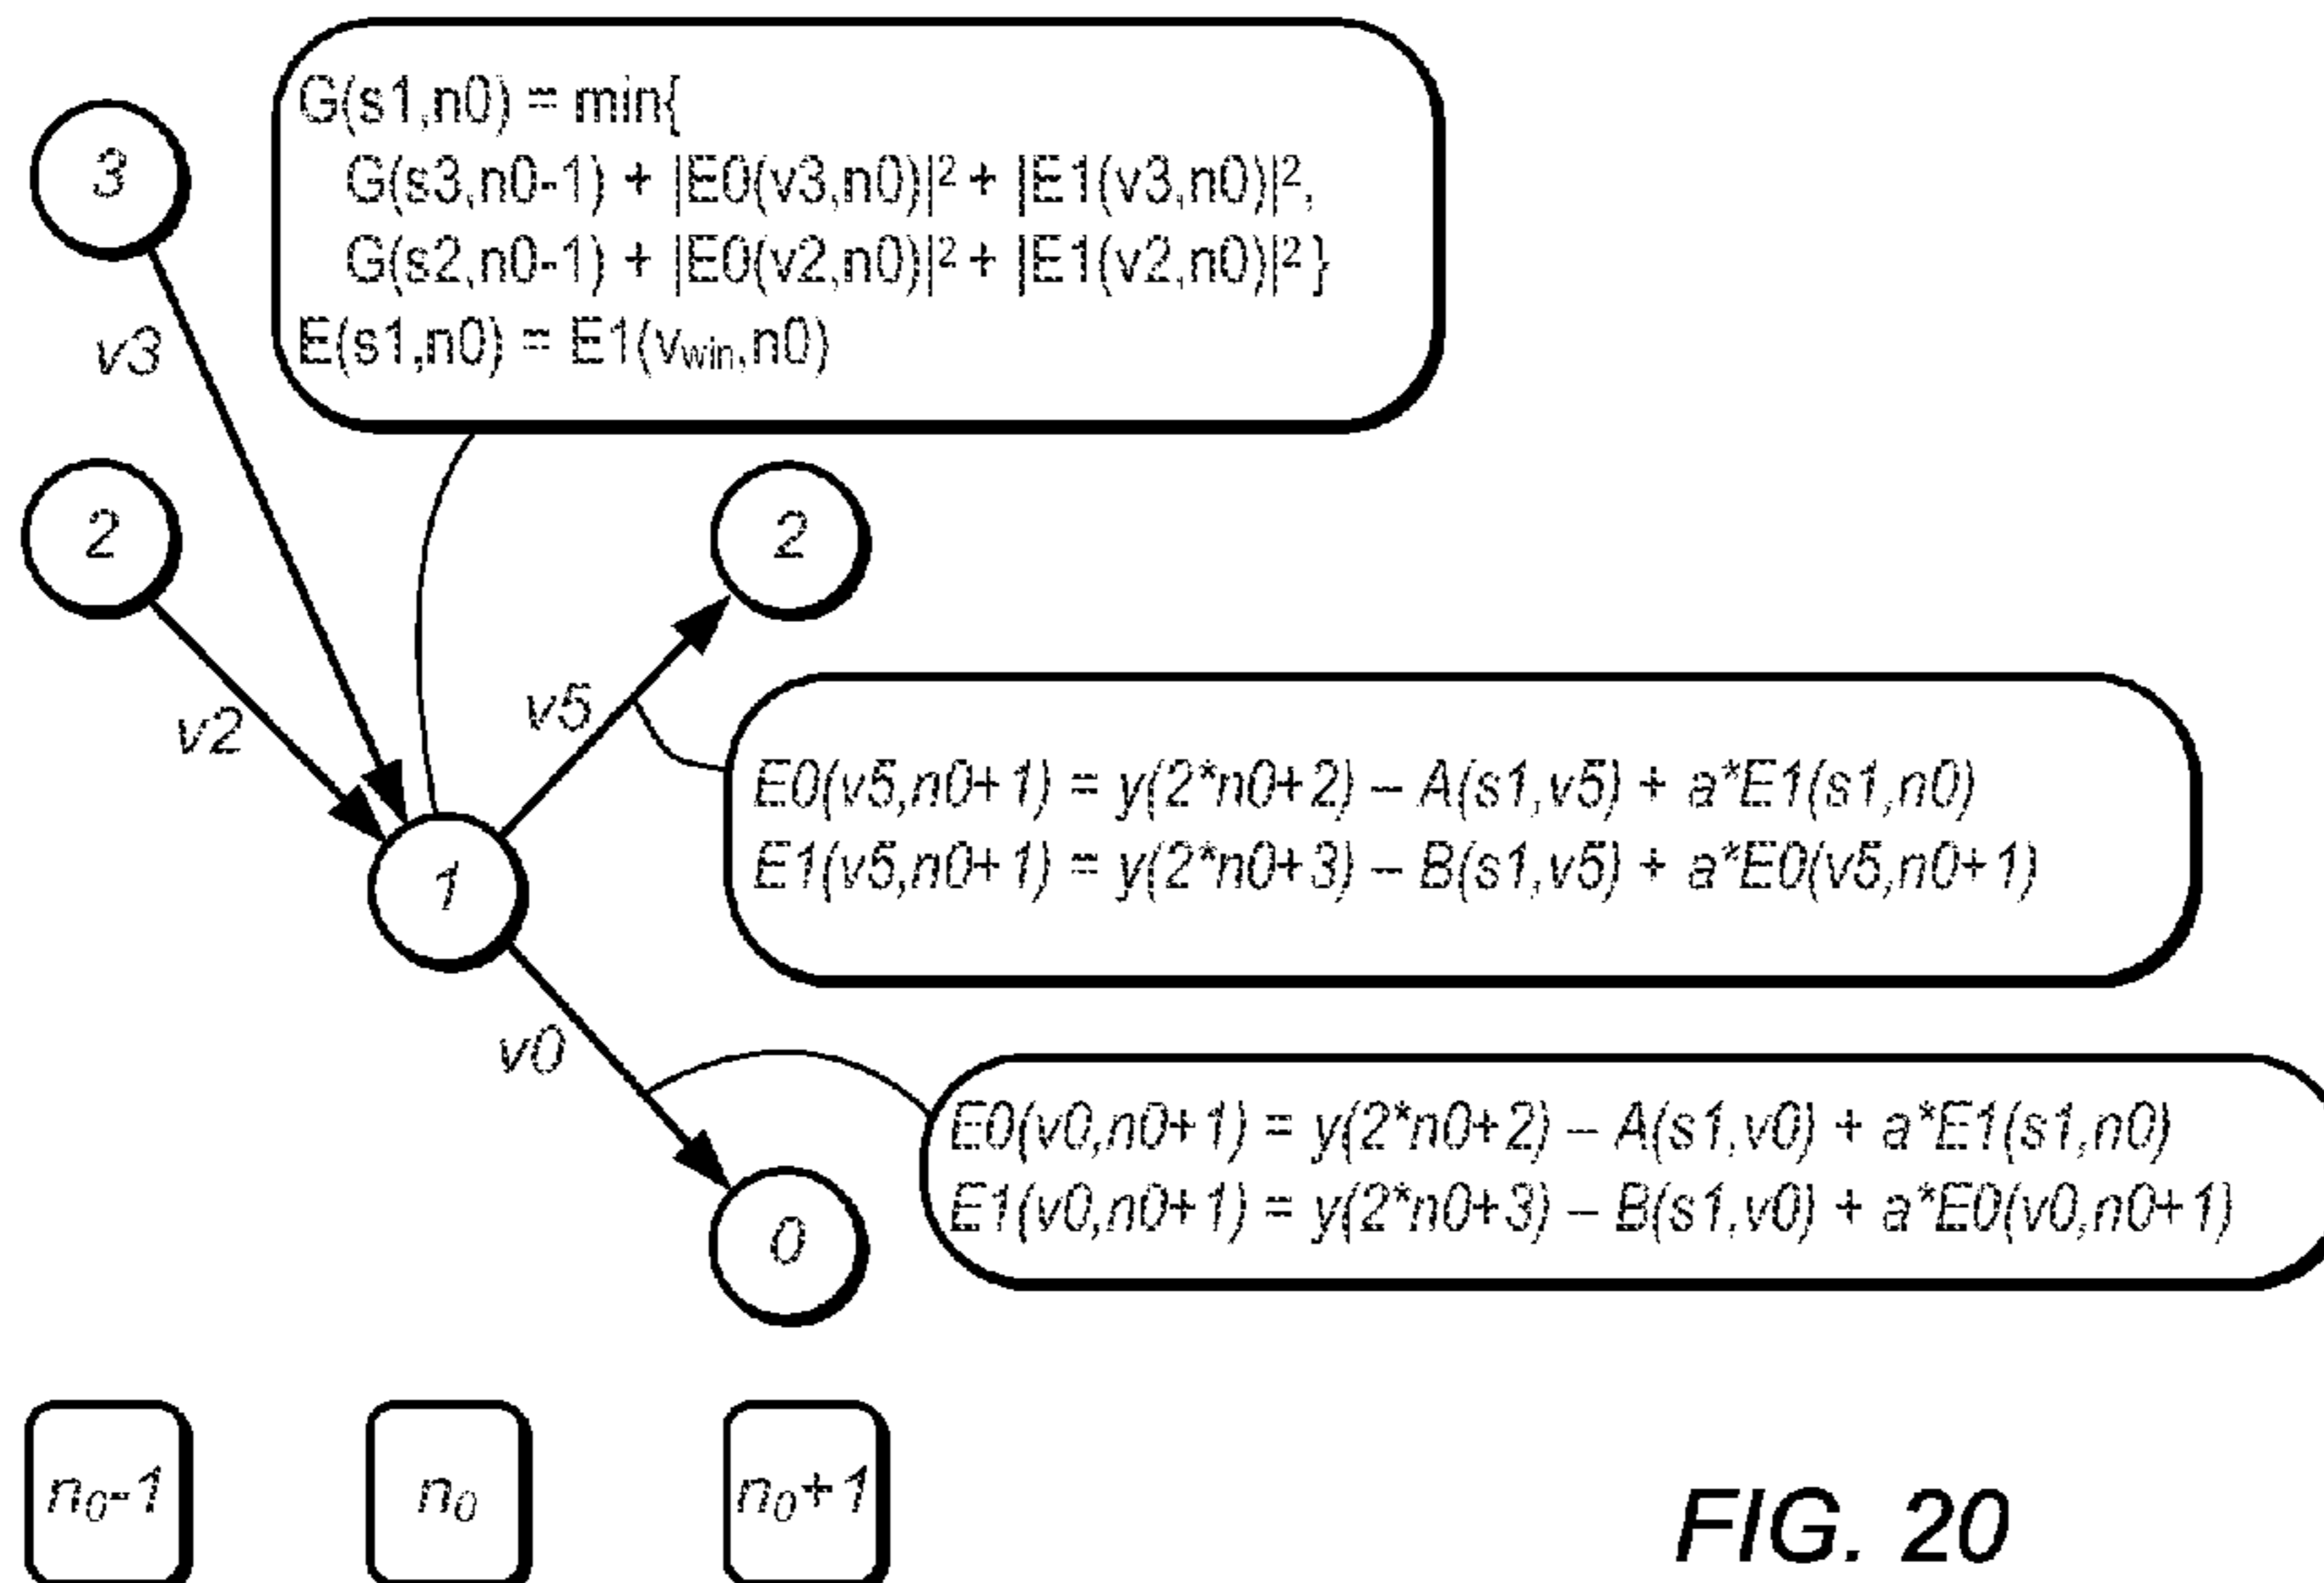 G(s1,n0) = min{
G(s3,n0-1) + |E0(v3,n0)|² + |E1(v3,n0)|²,
G(s2,n0-1) + |E0(v2,n0)|² + |E1(v2,n0)|² }
E(s1,n0) = E1(vwin,n0)
3
v3
2
2
v2
v5
E0(v5,n0+1) = y(2*n0+2) – A(s1,v5) + a*E1(s1,n0)
E1(v5,n0+1) = y(2*n0+3) – B(s1,v5) + a*E0(v5,n0+1)
1
v0
E0(v0,n0+1) = y(2*n0+2) – A(s1,v0) + a*E1(s1,n0)
E1(v0,n0+1) = y(2*n0+3) – B(s1,v0) + a*E0(v0,n0+1)
0
n₀-1
n₀
n₀+1
FIG. 20